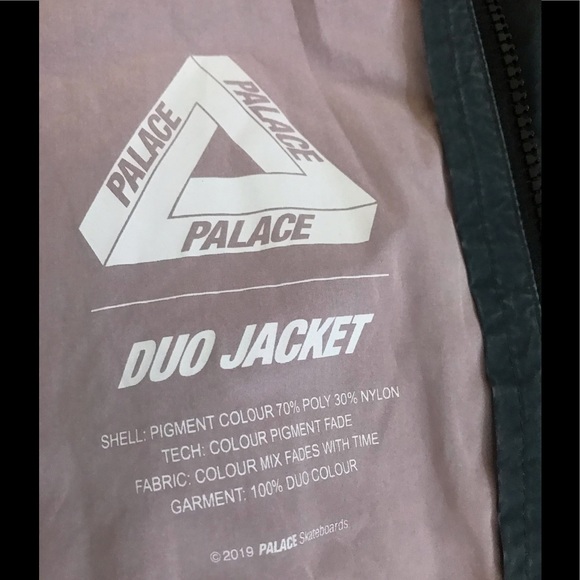 PALACE
PALACE
PALACE
DUO JACKET
SHELL: PIGMENT COLOUR 70% POLY 30% NYLON
TECH: COLOUR PIGMENT FADE
FABRIC: COLOUR MIX FADES WITH TIME
GARMENT: 100% DUO COLOUR
©2019 PALACE Skateboards